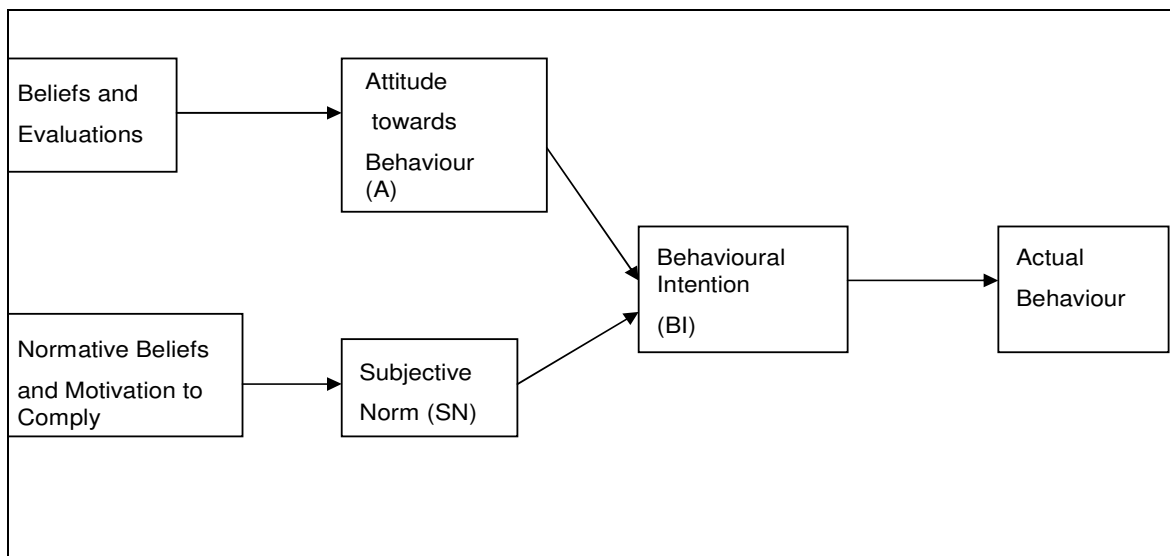 Beliefs and
Evaluations
Attitude
towards
Behaviour
(A)
Normative Beliefs
and Motivation to
Comply
Subjective
Norm (SN)
Behavioural
Intention
(BI)
Actual
Behaviour